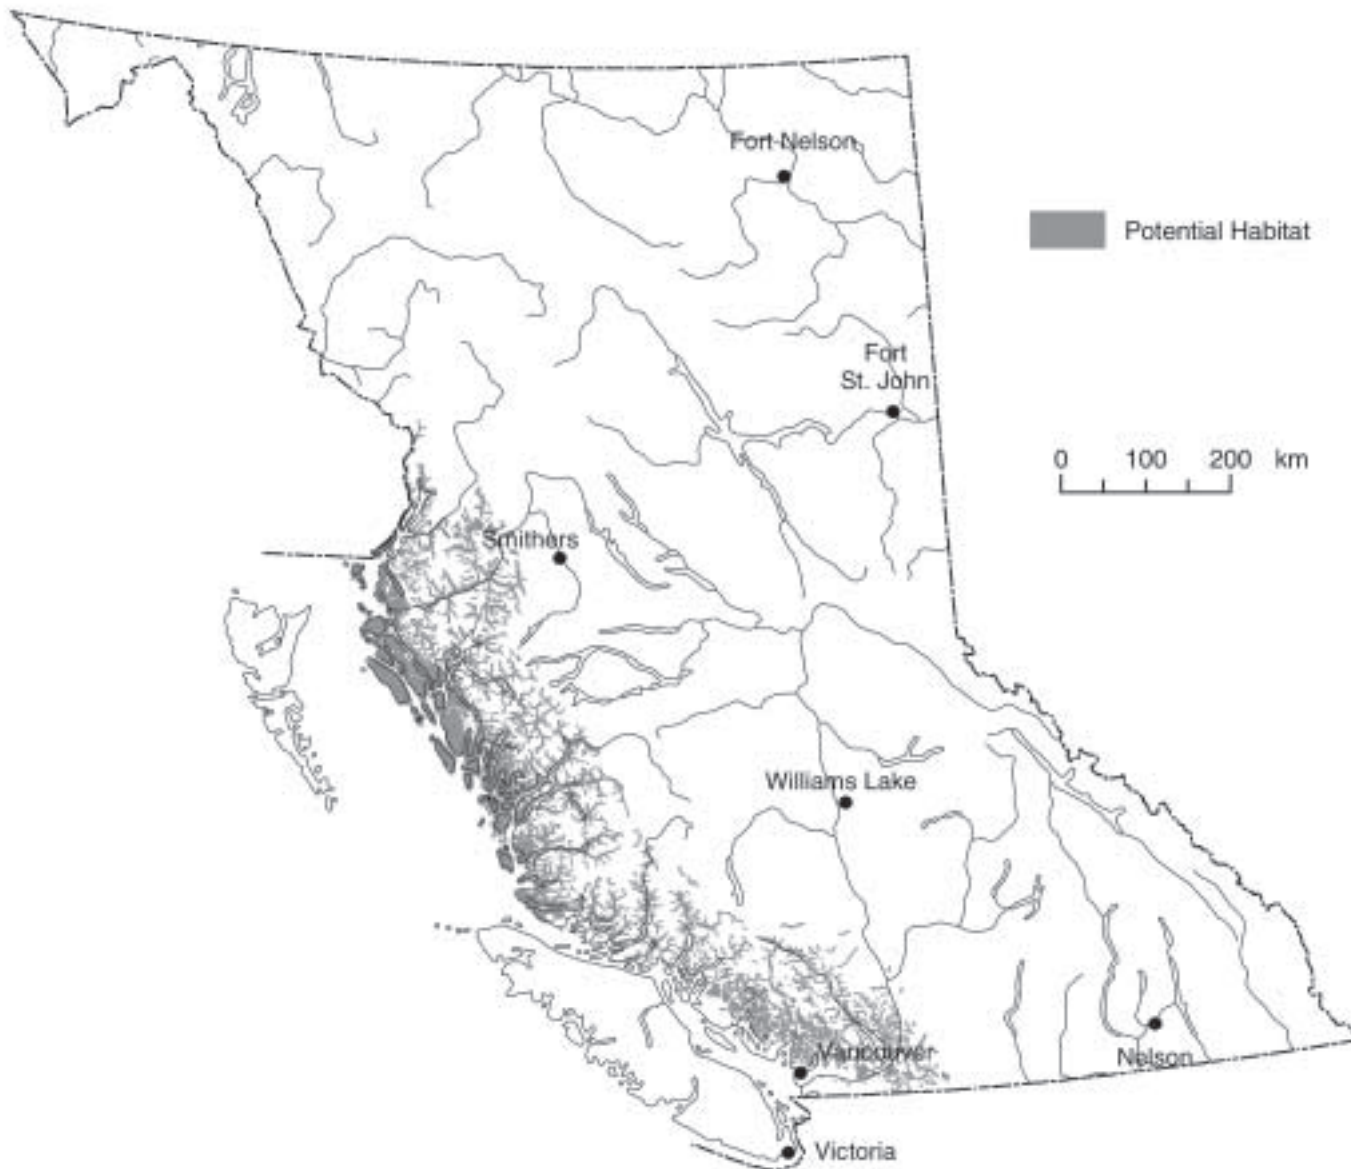 Fort Nelson
Potential Habitat
Fort
St. John
0 100 200 km
Smithers
Williams Lake
Vancouver
Nelson
Victoria